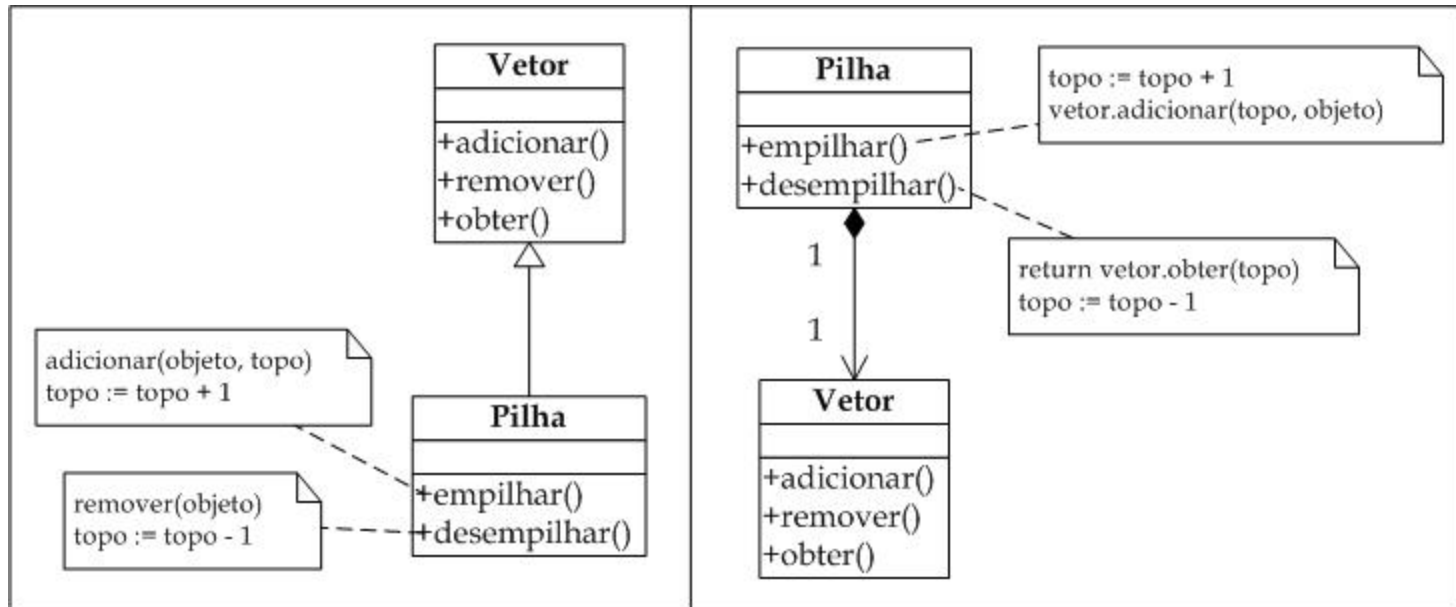 Vetor
+adicionar()
+remover()
+obter()
adicionar(objeto, topo)
topo := topo + 1
remover(objeto)
topo := topo - 1
Pilha
+empilhar()
+desempilhar()
Pilha
+empilhar()
+desempilhar()
topo := topo + 1
vetor.adicionar(topo, objeto)
return vetor.obter(topo)
topo := topo - 1
1
1
Vetor
+adicionar()
+remover()
+obter()